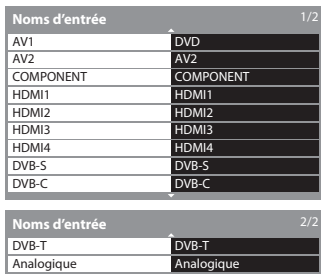 Noms d'entrée 1/2
AV1 DVD
AV2 AV2
COMPONENT COMPONENT
HDMI1 HDMI1
HDMI2 HDMI2
HDMI3 HDMI3
HDMI4 HDMI4
DVB-S DVB-S
DVB-C DVB-C
Noms d'entrée 2/2
DVB-T DVB-T
Analogique Analogique